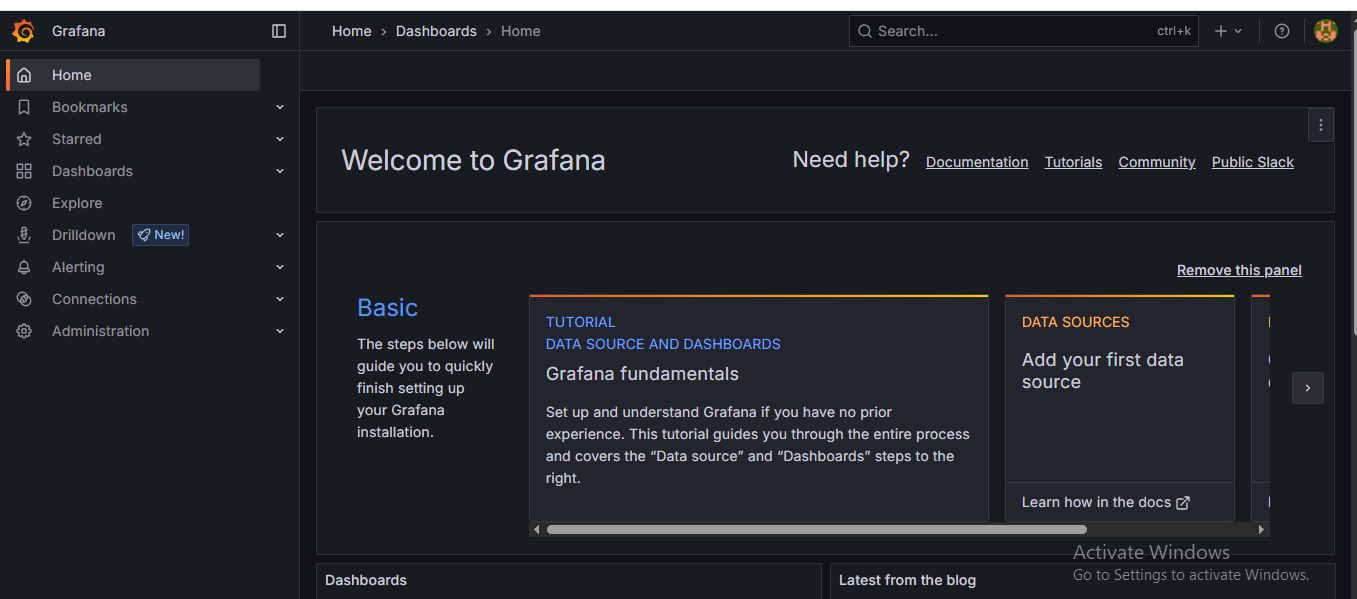 Grafana
Home › Dashboards › Home
Search...
ctrl+k
Home
Bookmarks
Starred
Dashboards
Explore
Drilldown
New!
Alerting
Connections
Administration
Welcome to Grafana
Need help?
Documentation
Tutorials
Community
Public Slack
Remove this panel
Basic
The steps below will
guide you to quickly
finish setting up
your Grafana
installation.
TUTORIAL
DATA SOURCE AND DASHBOARDS
Grafana fundamentals
Set up and understand Grafana if you have no prior
experience. This tutorial guides you through the entire process
and covers the “Data source” and “Dashboards” steps to the
right.
DATA SOURCES
Add your first data
source
Learn how in the docs
Dashboards
Latest from the blog
Activate Windows
Go to Settings to activate Windows.